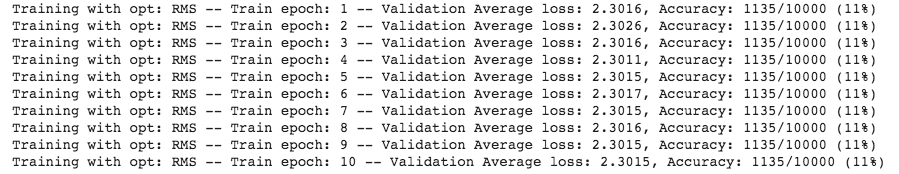 Training with opt: RMS -- Train epoch: 1 -- Validation Average loss: 2.3016, Accuracy: 1135/10000 (11%)
Training with opt: RMS -- Train epoch: 2 -- Validation Average loss: 2.3026, Accuracy: 1135/10000 (11%)
Training with opt: RMS -- Train epoch: 3 -- Validation Average loss: 2.3016, Accuracy: 1135/10000 (11%)
Training with opt: RMS -- Train epoch: 4 -- Validation Average loss: 2.3011, Accuracy: 1135/10000 (11%)
Training with opt: RMS -- Train epoch: 5 -- Validation Average loss: 2.3015, Accuracy: 1135/10000 (11%)
Training with opt: RMS -- Train epoch: 6 -- Validation Average loss: 2.3017, Accuracy: 1135/10000 (11%)
Training with opt: RMS -- Train epoch: 7 -- Validation Average loss: 2.3015, Accuracy: 1135/10000 (11%)
Training with opt: RMS -- Train epoch: 8 -- Validation Average loss: 2.3016, Accuracy: 1135/10000 (11%)
Training with opt: RMS -- Train epoch: 9 -- Validation Average loss: 2.3015, Accuracy: 1135/10000 (11%)
Training with opt: RMS -- Train epoch: 10 -- Validation Average loss: 2.3015, Accuracy: 1135/10000 (11%)